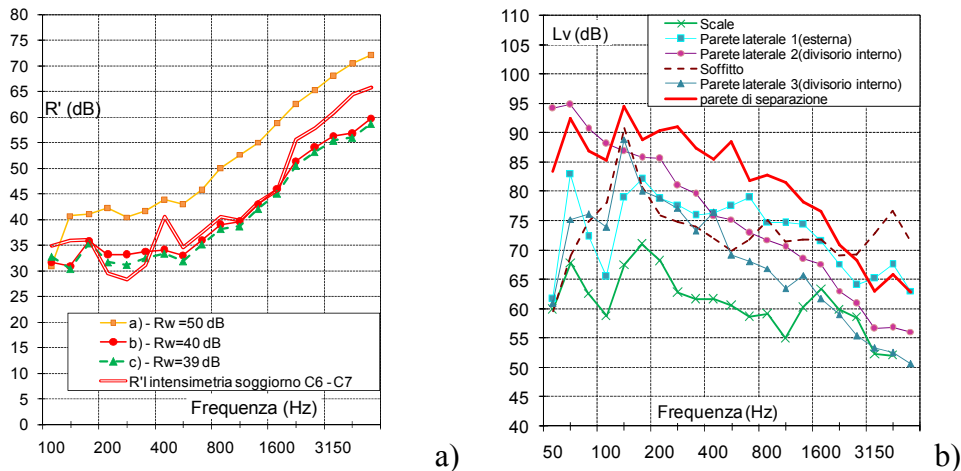 80
75
70
65
60
55
50
45
40
35
30
25
20
15
10
5
0
R' (dB)
a) - Rw =50 dB
b) - Rw=40 dB
c) - Rw=39 dB
R'I intensimetria soggiorno C6 - C7
Frequenza (Hz)
100 200 400 800 1600 3150
a)
110
105
100
95
90
85
80
75
70
65
60
55
50
45
40
Lv (dB)
Scale
Parete laterale 1(esterna)
Parete laterale 2(divisorio interno)
Soffitto
Parete laterale 3(divisorio interno)
parete di separazione
Frequenza (Hz)
50 100 200 400 800 1600 3150
b)